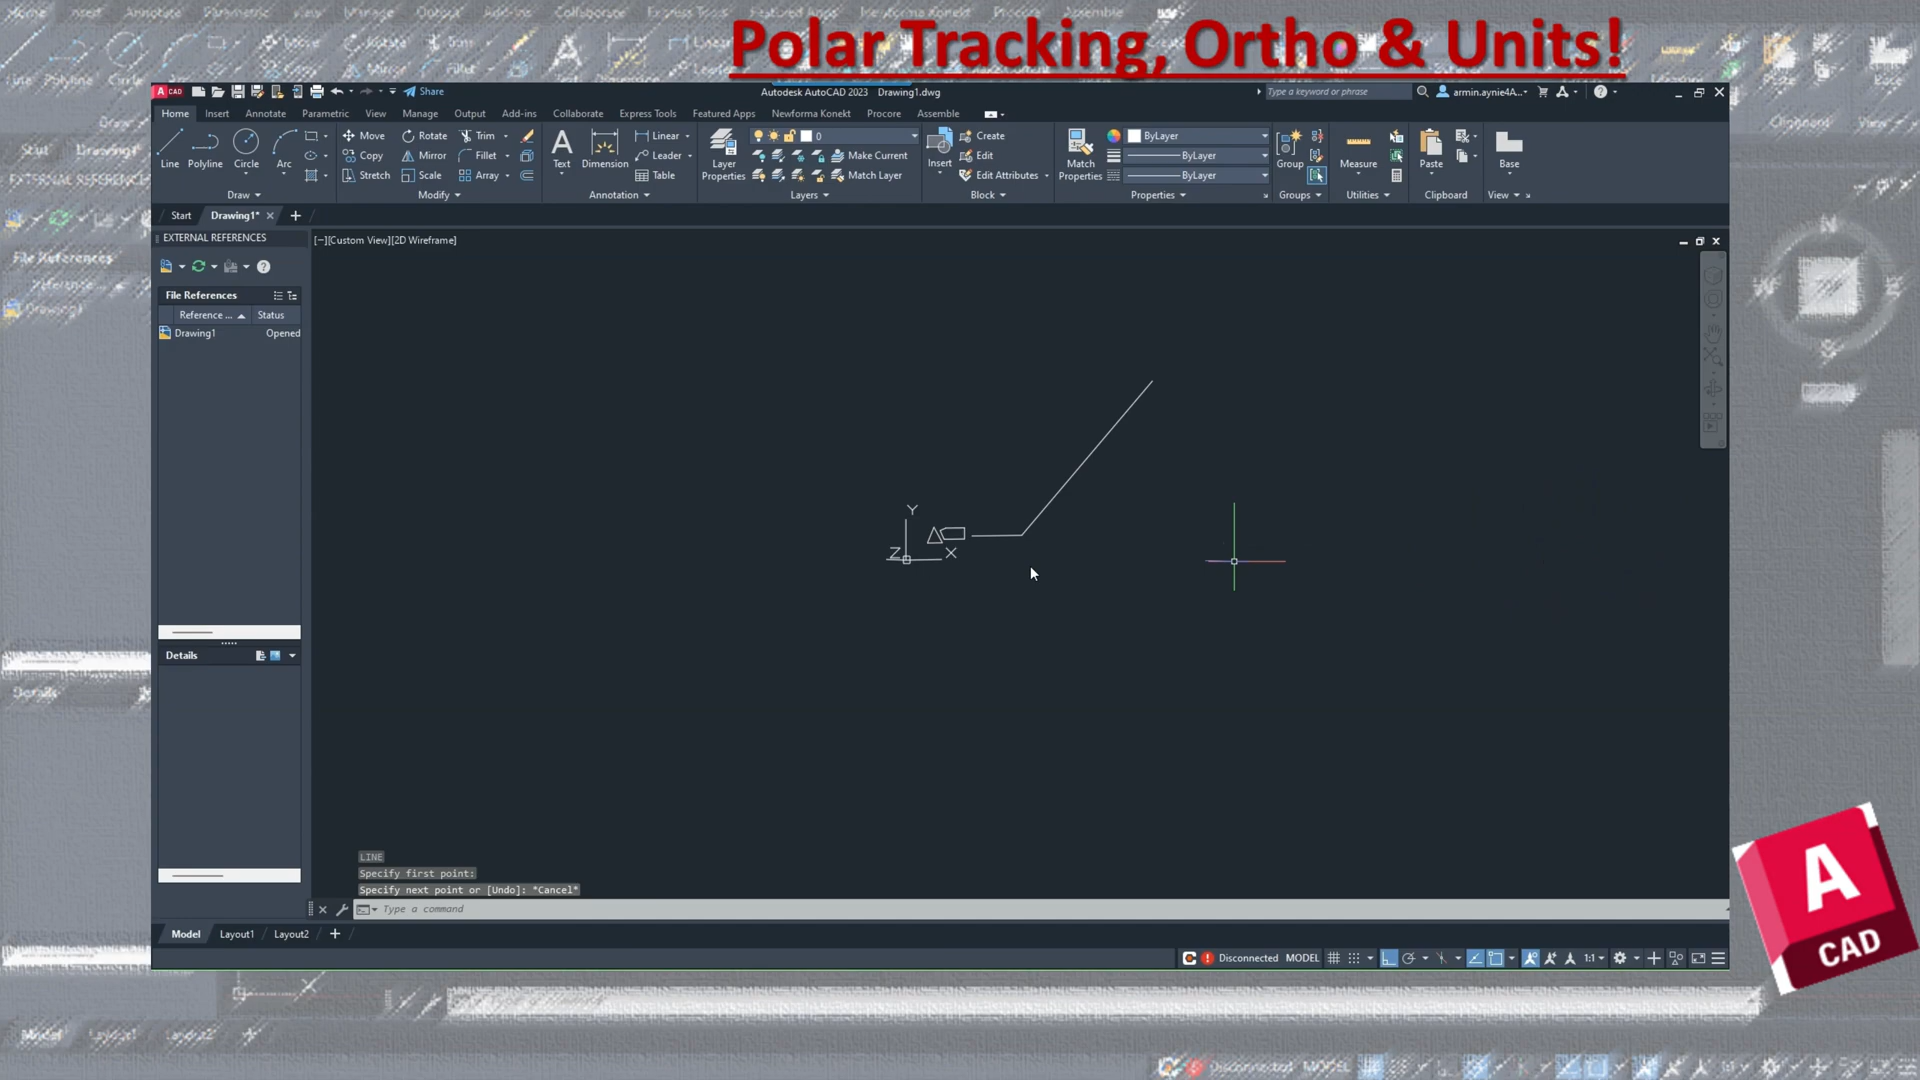 Polar Tracking, Ortho & Units!
A CAD
Share
Autodesk AutoCAD 2023 Drawing1.dwg
Type a keyword or phrase
armin.aynie4A...
Home Insert Annotate Parametric View Manage Output Add-ins Collaborate Express Tools Featured Apps Newforma Konekt Procore Assemble
Line Polyline Circle Arc
Draw
Move Rotate Trim
Copy Mirror Fillet
Stretch Scale Array
Modify
Text Dimension
Linear
Leader
Table
Annotation
Layer Properties
0
Make Current
Match Layer
Layers
Insert
Create
Edit
Edit Attributes
Block
Match Properties
ByLayer
ByLayer
ByLayer
Properties
Group
Groups
Measure
Utilities
Paste
Clipboard
Base
View
Start Drawing1*
EXTERNAL REFERENCES
[−][Custom View][2D Wireframe]
File References
Reference ... Status
Drawing1 Opened
Y
Z X
Details
LINE
Specify first point:
Specify next point or [Undo]: *Cancel*
Type a command
Model Layout1 Layout2
Disconnected MODEL
1:1
A
CAD